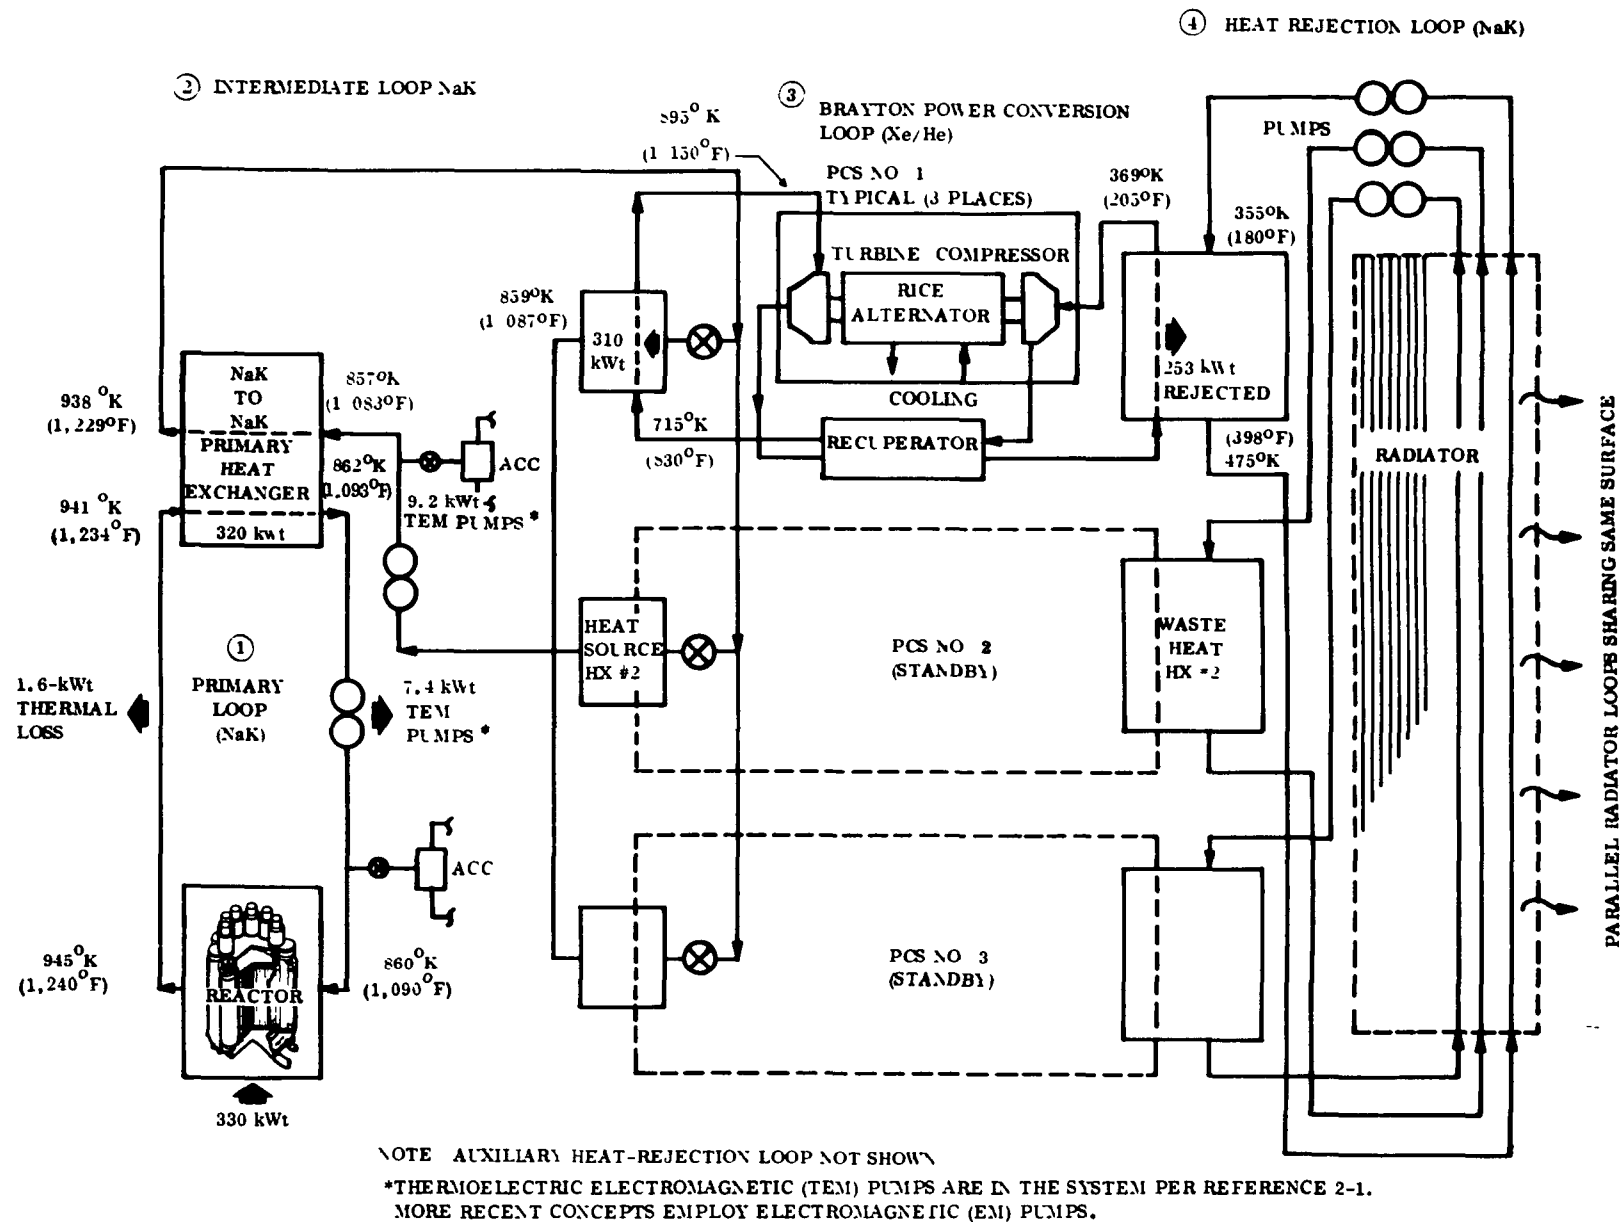 4 HEAT REJECTION LOOP (NaK)
2 INTERMEDIATE LOOP NaK
3 BRAYTON POWER CONVERSION
LOOP (Xe/He)
895°K
(1 150°F)
PCS NO 1
TYPICAL (3 PLACES)
PUMPS
369°K
(205°F)
355°K
(180°F)
TURBINE COMPRESSOR
RICE
ALTERNATOR
COOLING
RECUPERATOR
859°K
(1 087°F)
310
kWt
715°K
(830°F)
253 kWt
REJECTED
(398°F)
475°K
RADIATOR
NaK
TO
NaK
PRIMARY
HEAT
EXCHANGER
320 kwt
938 °K
(1,229°F)
941 °K
(1,234°F)
857°K
(1 083°F)
862°K
(1,093°F)
ACC
9.2 kWt
TEM PUMPS*
HEAT
SOURCE
HX #2
PCS NO 2
(STANDBY)
WASTE
HEAT
HX #2
1
PRIMARY
LOOP
(NaK)
1.6-kWt
THERMAL
LOSS
7.4 kWt
TEM
PUMPS*
ACC
945°K
(1,240°F)
REACTOR
860°K
(1,090°F)
330 kWt
PCS NO 3
(STANDBY)
PARALLEL RADIATOR LOOPS SHARING SAME SURFACE
NOTE AUXILIARY HEAT-REJECTION LOOP NOT SHOWN
*THERMOELECTRIC ELECTROMAGNETIC (TEM) PUMPS ARE IN THE SYSTEM PER REFERENCE 2-1.
MORE RECENT CONCEPTS EMPLOY ELECTROMAGNETIC (EM) PUMPS.